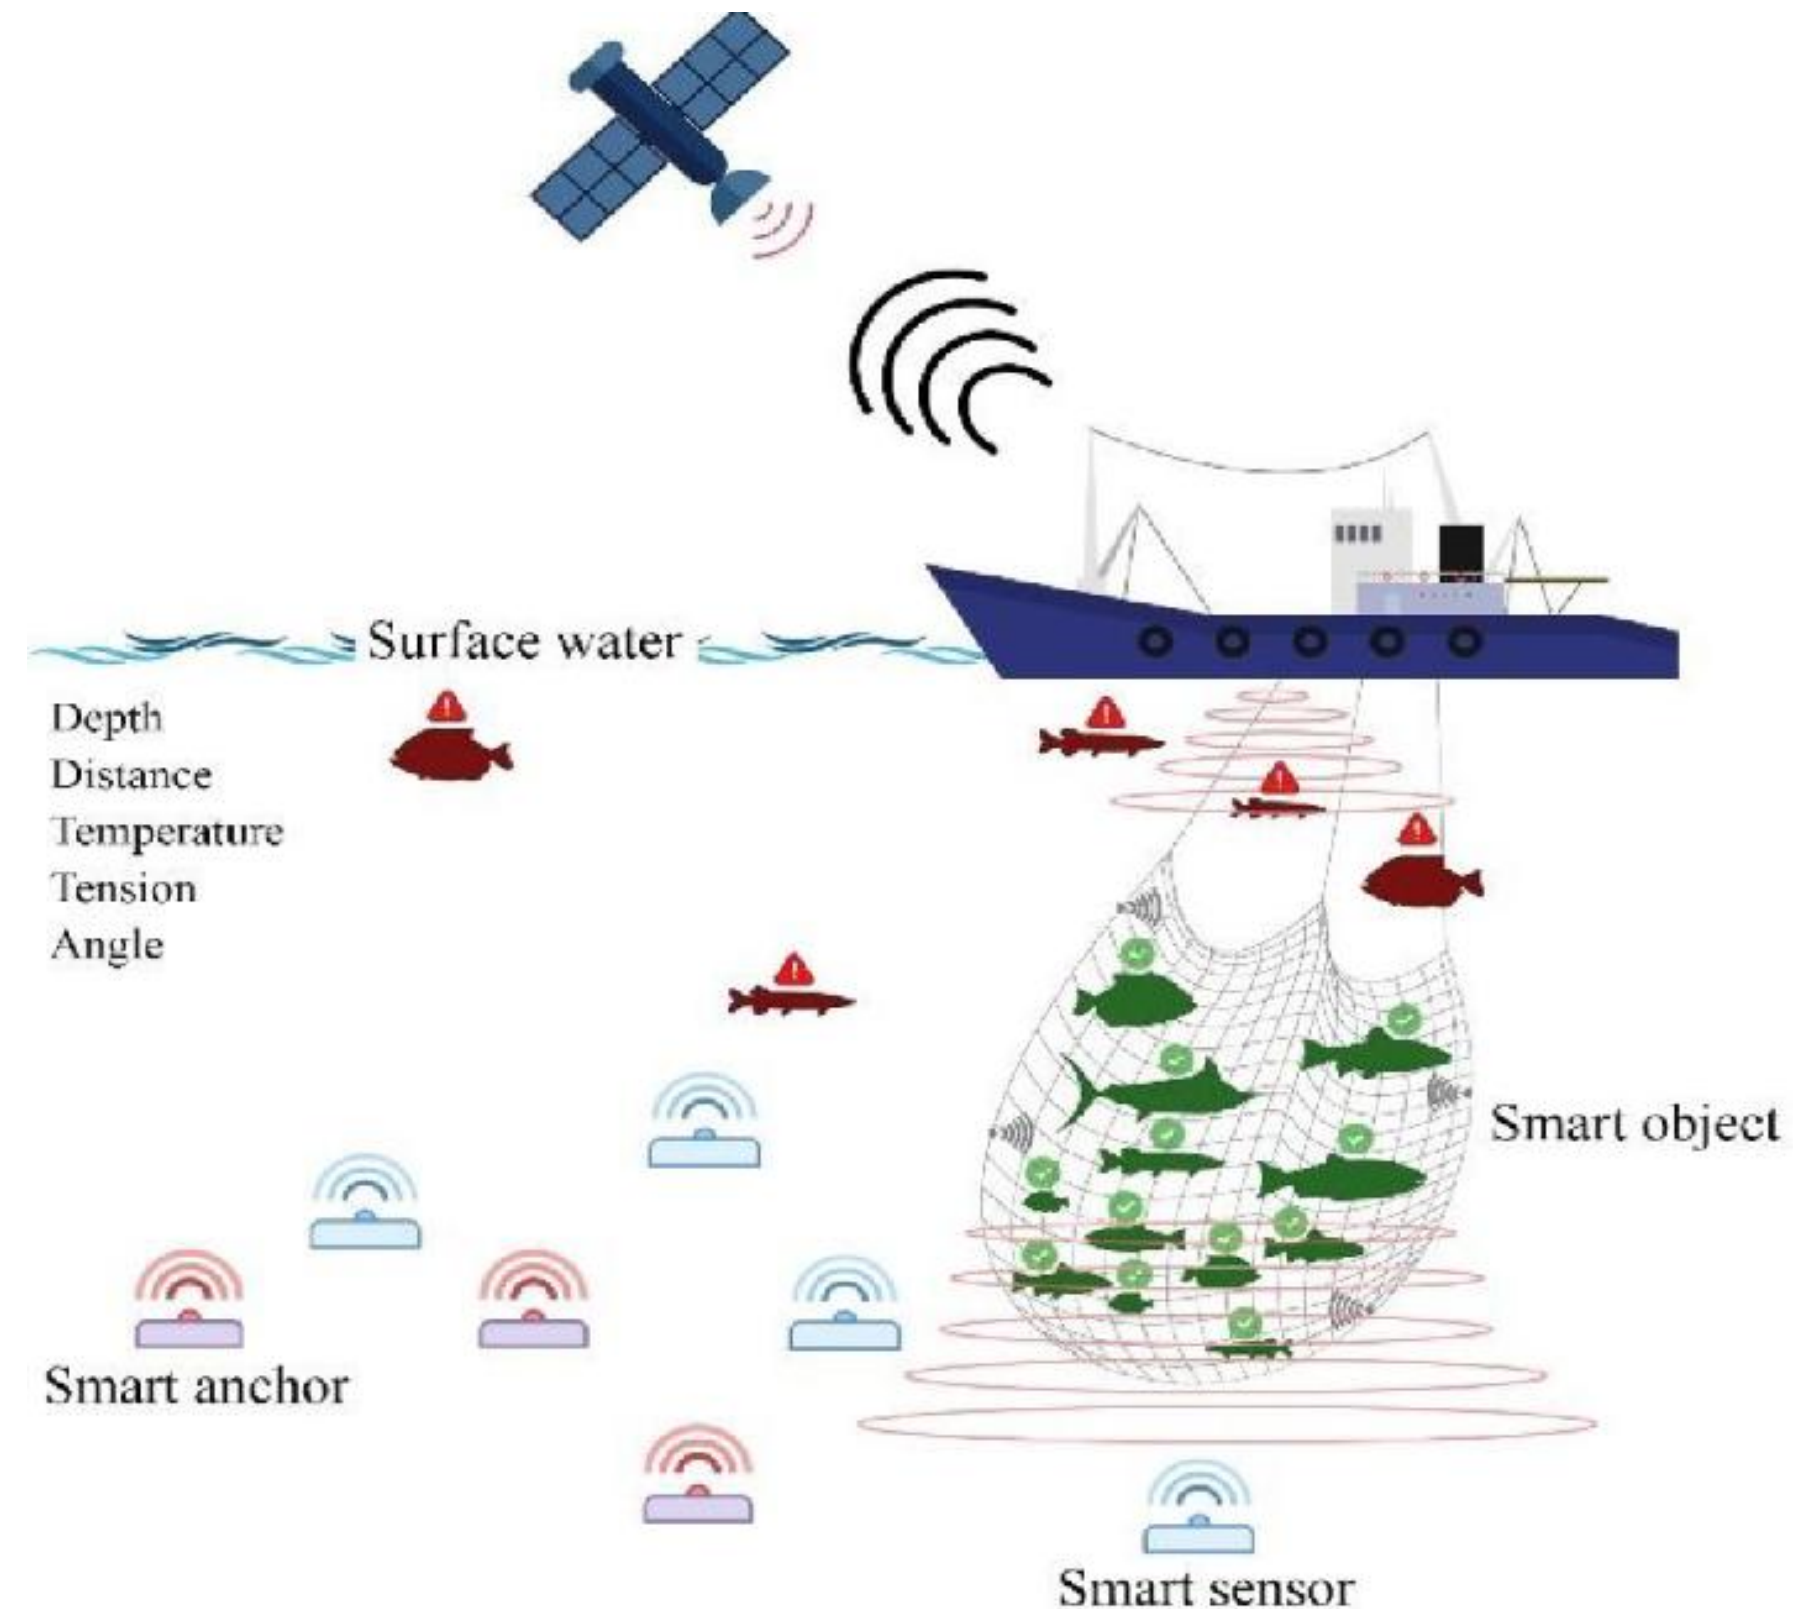 Surface water
Depth
Distance
Temperature
Tension
Angle
Smart object
Smart anchor
Smart sensor